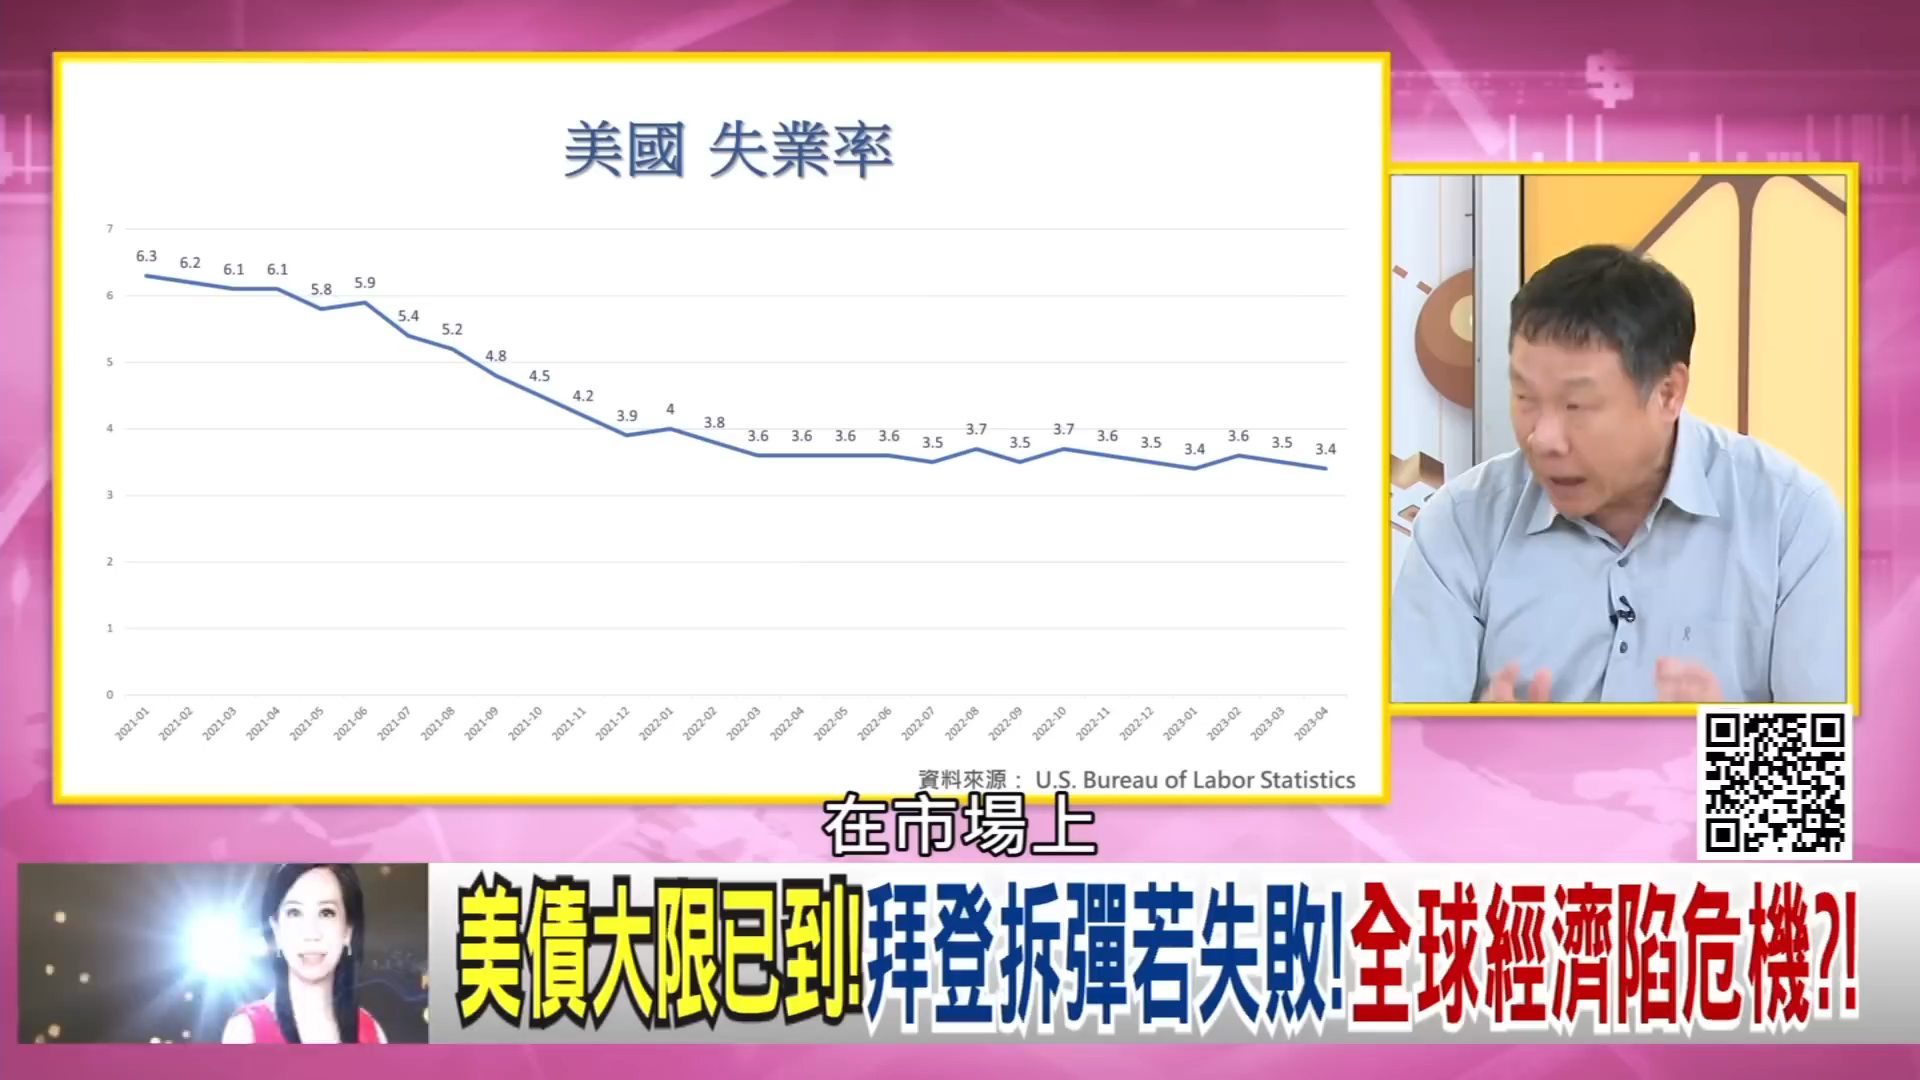 美國 失業率
7
6
5
4
3
2
1
0
6.3 6.2 6.1 6.1 5.8 5.9 5.4 5.2 4.8 4.5 4.2 3.9 4 3.8 3.6 3.6 3.6 3.6 3.5 3.7 3.5 3.7 3.6 3.5 3.4 3.6 3.5 3.4
2021-01 2021-02 2021-03 2021-04 2021-05 2021-06 2021-07 2021-08 2021-09 2021-10 2021-11 2021-12 2022-01 2022-02 2022-03 2022-04 2022-05 2022-06 2022-07 2022-08 2022-09 2022-10 2022-11 2022-12 2023-01 2023-02 2023-03 2023-04
資料來源： U.S. Bureau of Labor Statistics
在市場上
美債大限已到!拜登拆彈若失敗!全球經濟陷危機?!